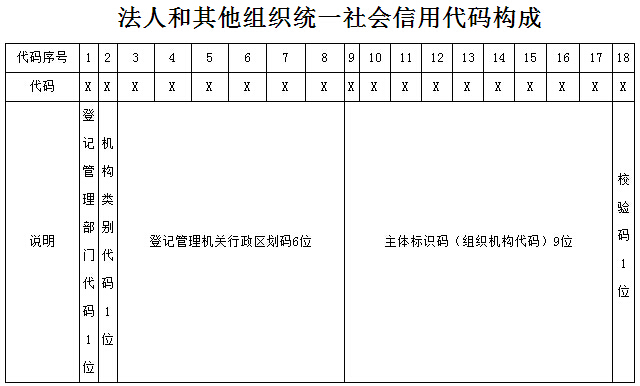 法人和其他组织统一社会信用代码构成
代码序号 1 2 3 4 5 6 7 8 9 10 11 12 13 14 15 16 17 18
代码 X X X X X X X X X X X X X X X X X X
说明 登记管理部门代码1位 机构类别代码1位 登记管理机关行政区划码6位 主体标识码（组织机构代码）9位 校验码1位